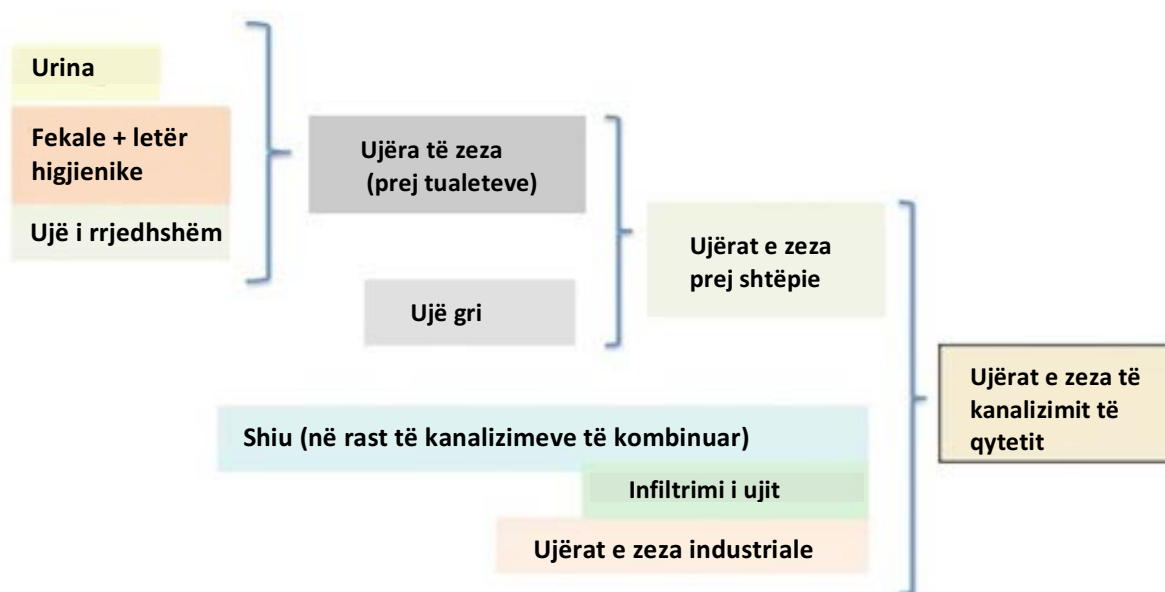 Urina
Fekale + letër
higjienike
Ujë i rrjedhshëm
Ujëra të zeza
(prej tualeteve)
Ujë gri
Ujërat e zeza
prej shtëpie
Shiu (në rast të kanalizimeve të kombinuar)
Infiltrimi i ujit
Ujërat e zeza industriale
Ujërat e zeza të
kanalizimit të
qytetit